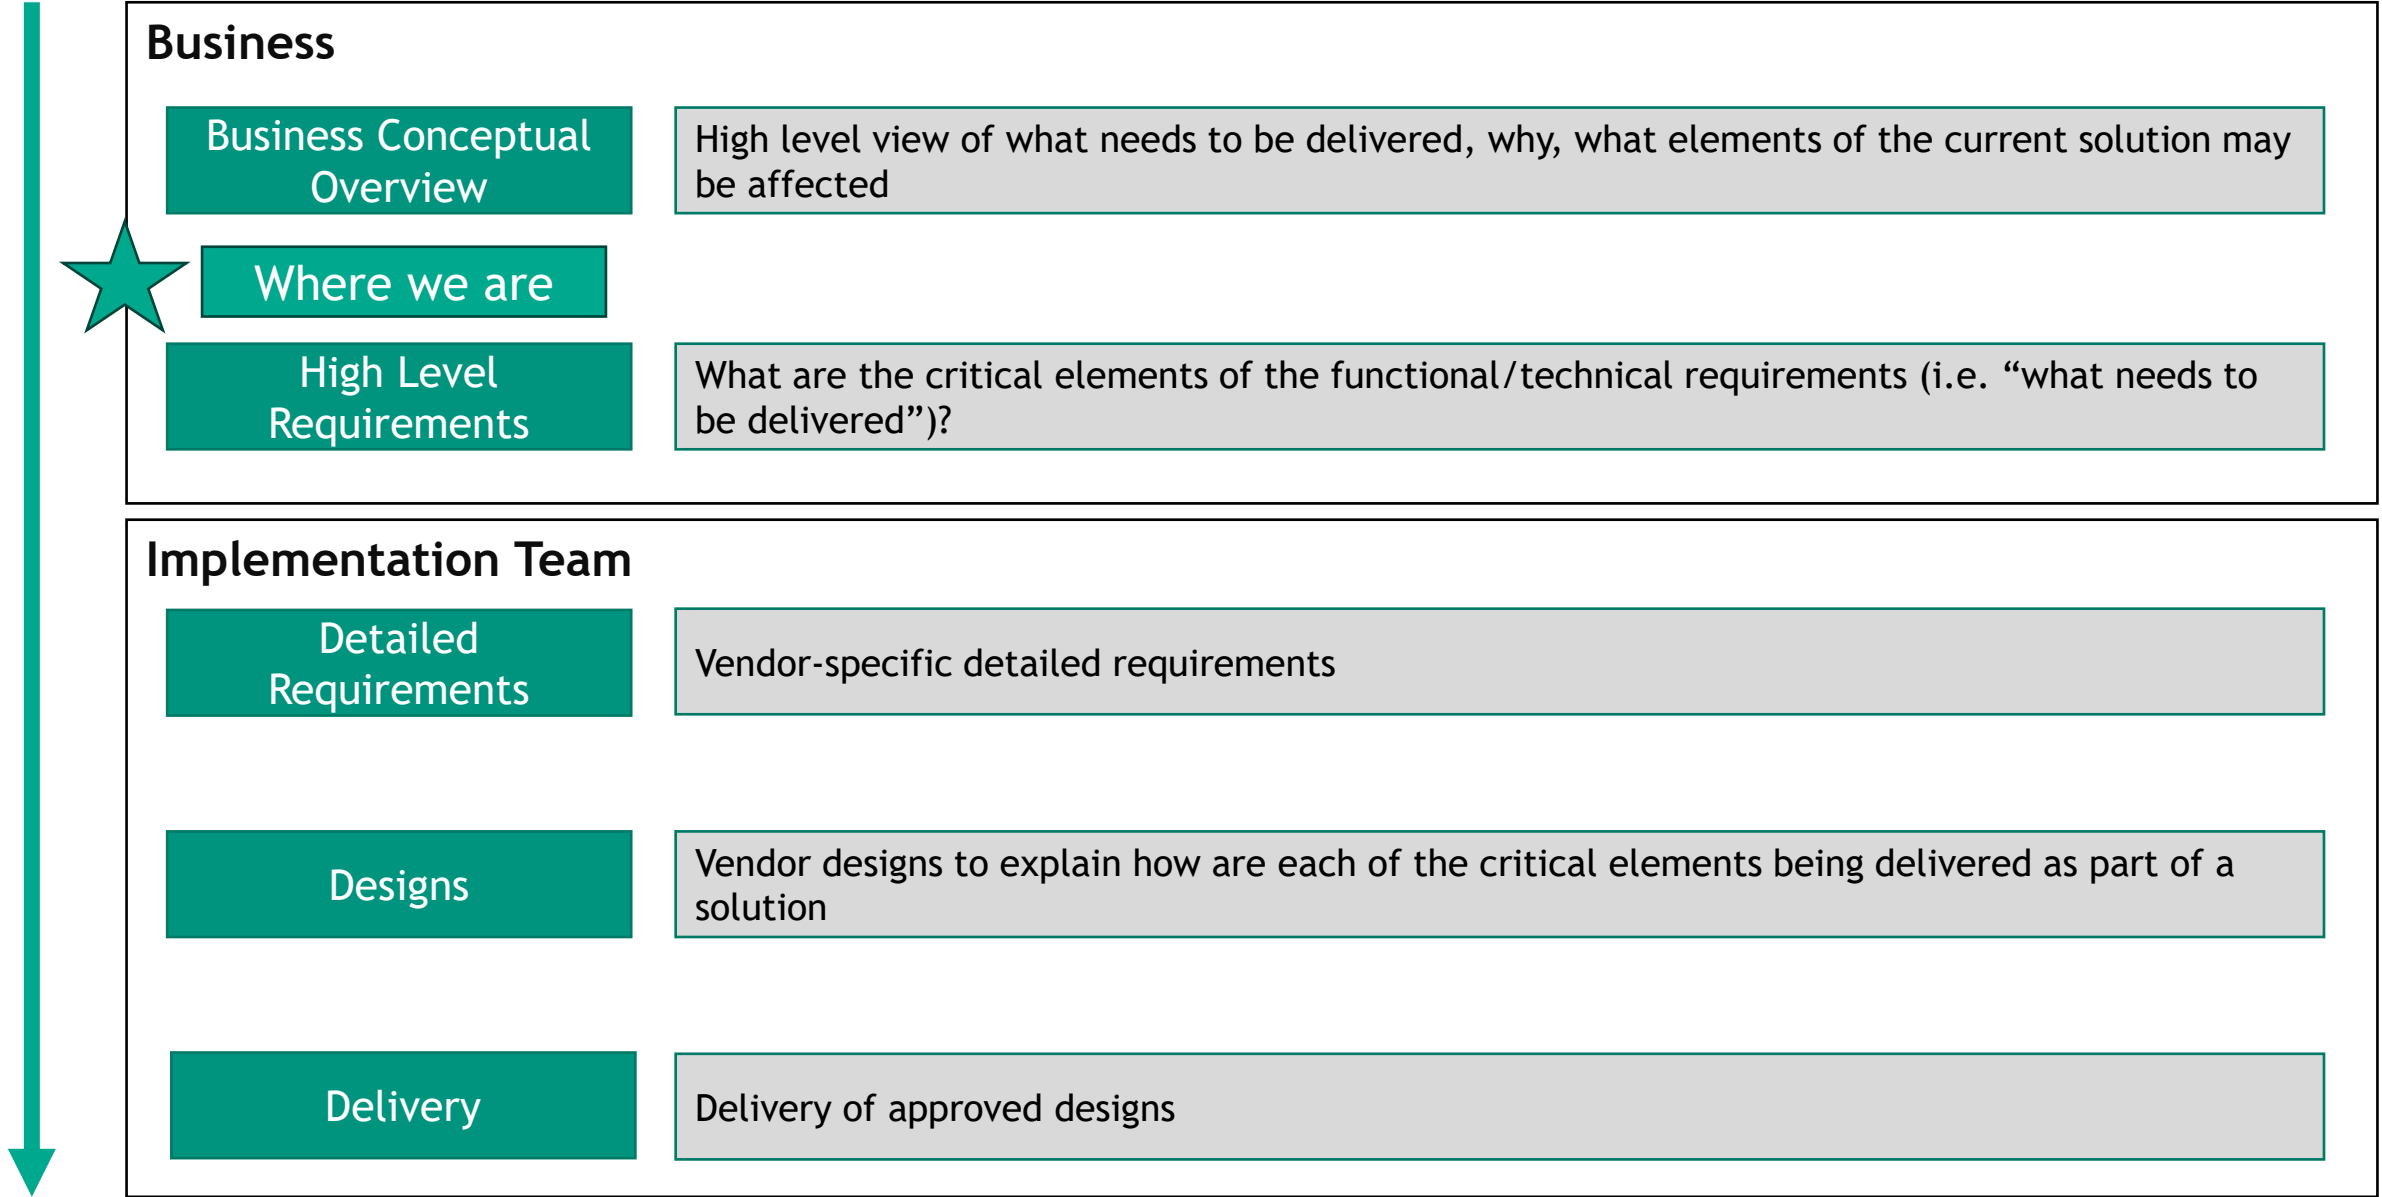 Business
Business Conceptual
Overview
High level view of what needs to be delivered, why, what elements of the current solution may
be affected
Where we are
High Level
Requirements
What are the critical elements of the functional/technical requirements (i.e. “what needs to
be delivered”)?
Implementation Team
Detailed
Requirements
Vendor-specific detailed requirements
Designs
Vendor designs to explain how are each of the critical elements being delivered as part of a
solution
Delivery
Delivery of approved designs